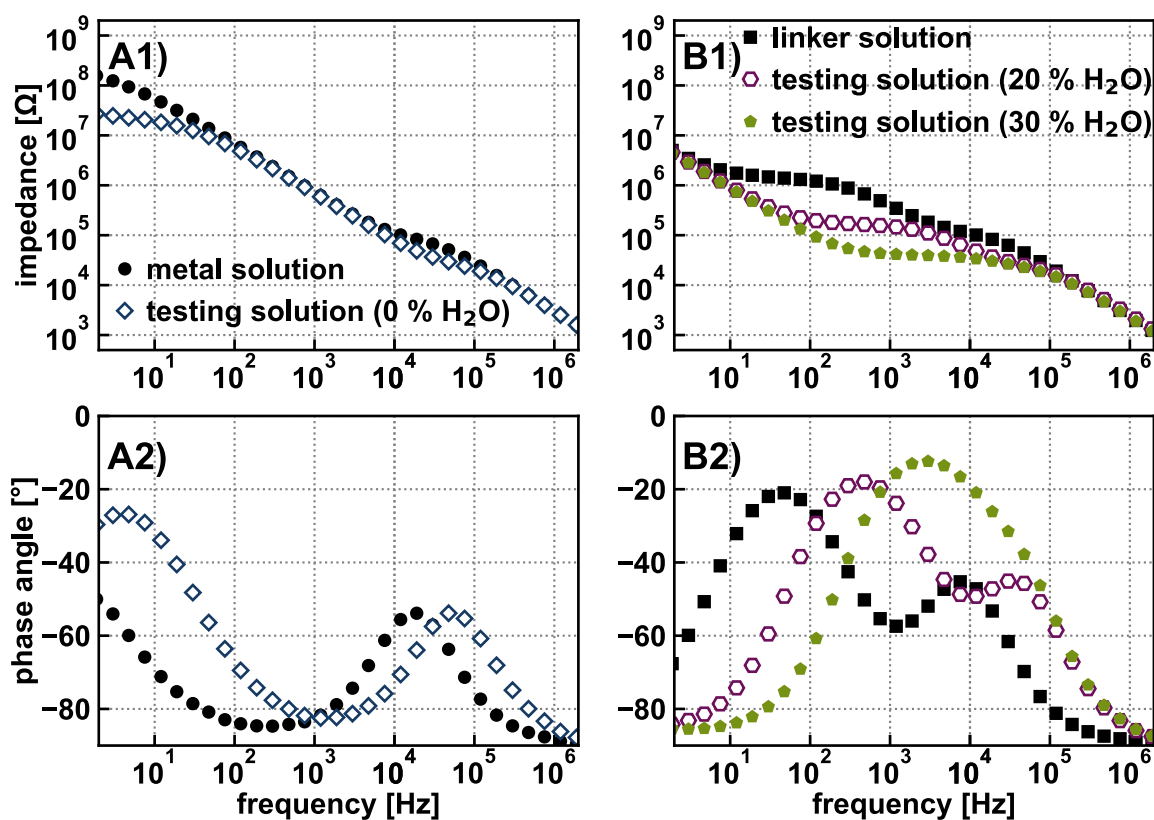 A1)
10⁹
10⁸
10⁷
10⁶
10⁵
10⁴
10³
impedance [Ω]
metal solution
testing solution (0 % H₂O)
10¹ 10² 10³ 10⁴ 10⁵ 10⁶
B1)
linker solution
testing solution (20 % H₂O)
testing solution (30 % H₂O)
10⁹
10⁸
10⁷
10⁶
10⁵
10⁴
10³
10¹ 10² 10³ 10⁴ 10⁵ 10⁶
A2)
0
−20
−40
−60
−80
phase angle [°]
10¹ 10² 10³ 10⁴ 10⁵ 10⁶
frequency [Hz]
B2)
0
−20
−40
−60
−80
10¹ 10² 10³ 10⁴ 10⁵ 10⁶
frequency [Hz]